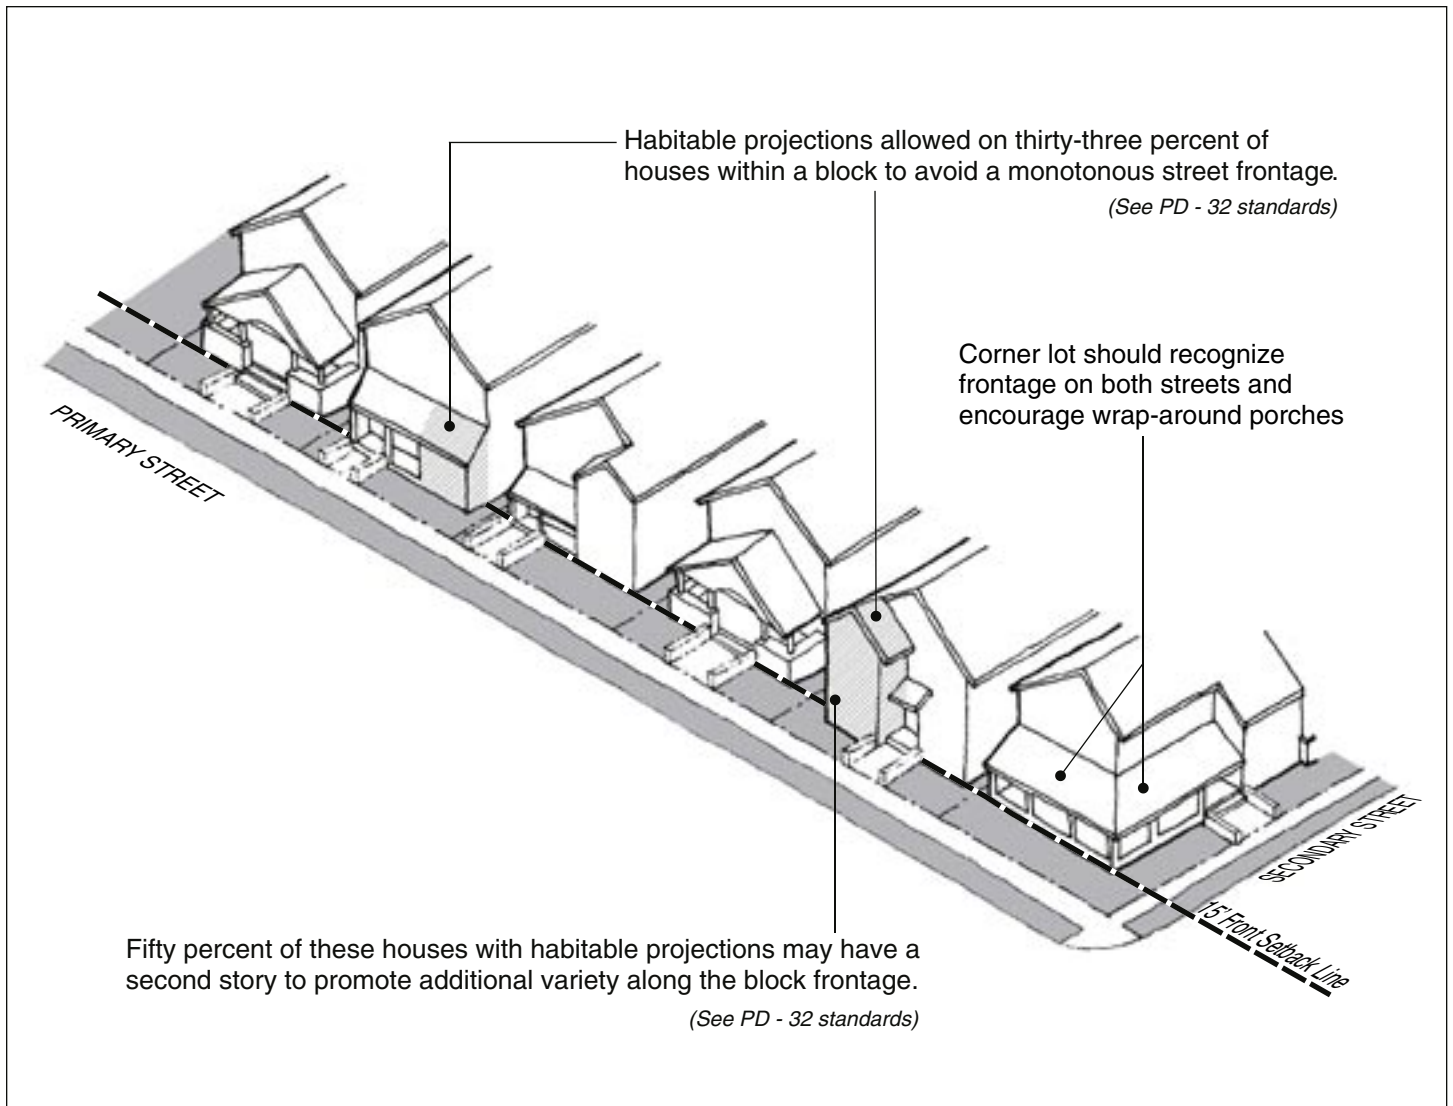 Habitable projections allowed on thirty-three percent of
houses within a block to avoid a monotonous street frontage.
(See PD - 32 standards)
Corner lot should recognize
frontage on both streets and
encourage wrap-around porches
PRIMARY STREET
SECONDARY STREET
15' Front Setback Line
Fifty percent of these houses with habitable projections may have a
second story to promote additional variety along the block frontage.
(See PD - 32 standards)